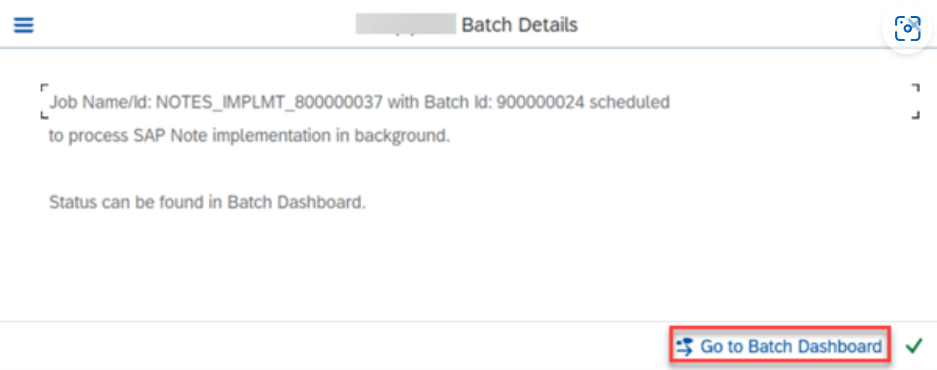 Batch Details
Job Name/Id: NOTES_IMPLMT_800000037 with Batch Id: 900000024 scheduled
to process SAP Note implementation in background.
Status can be found in Batch Dashboard.
Go to Batch Dashboard